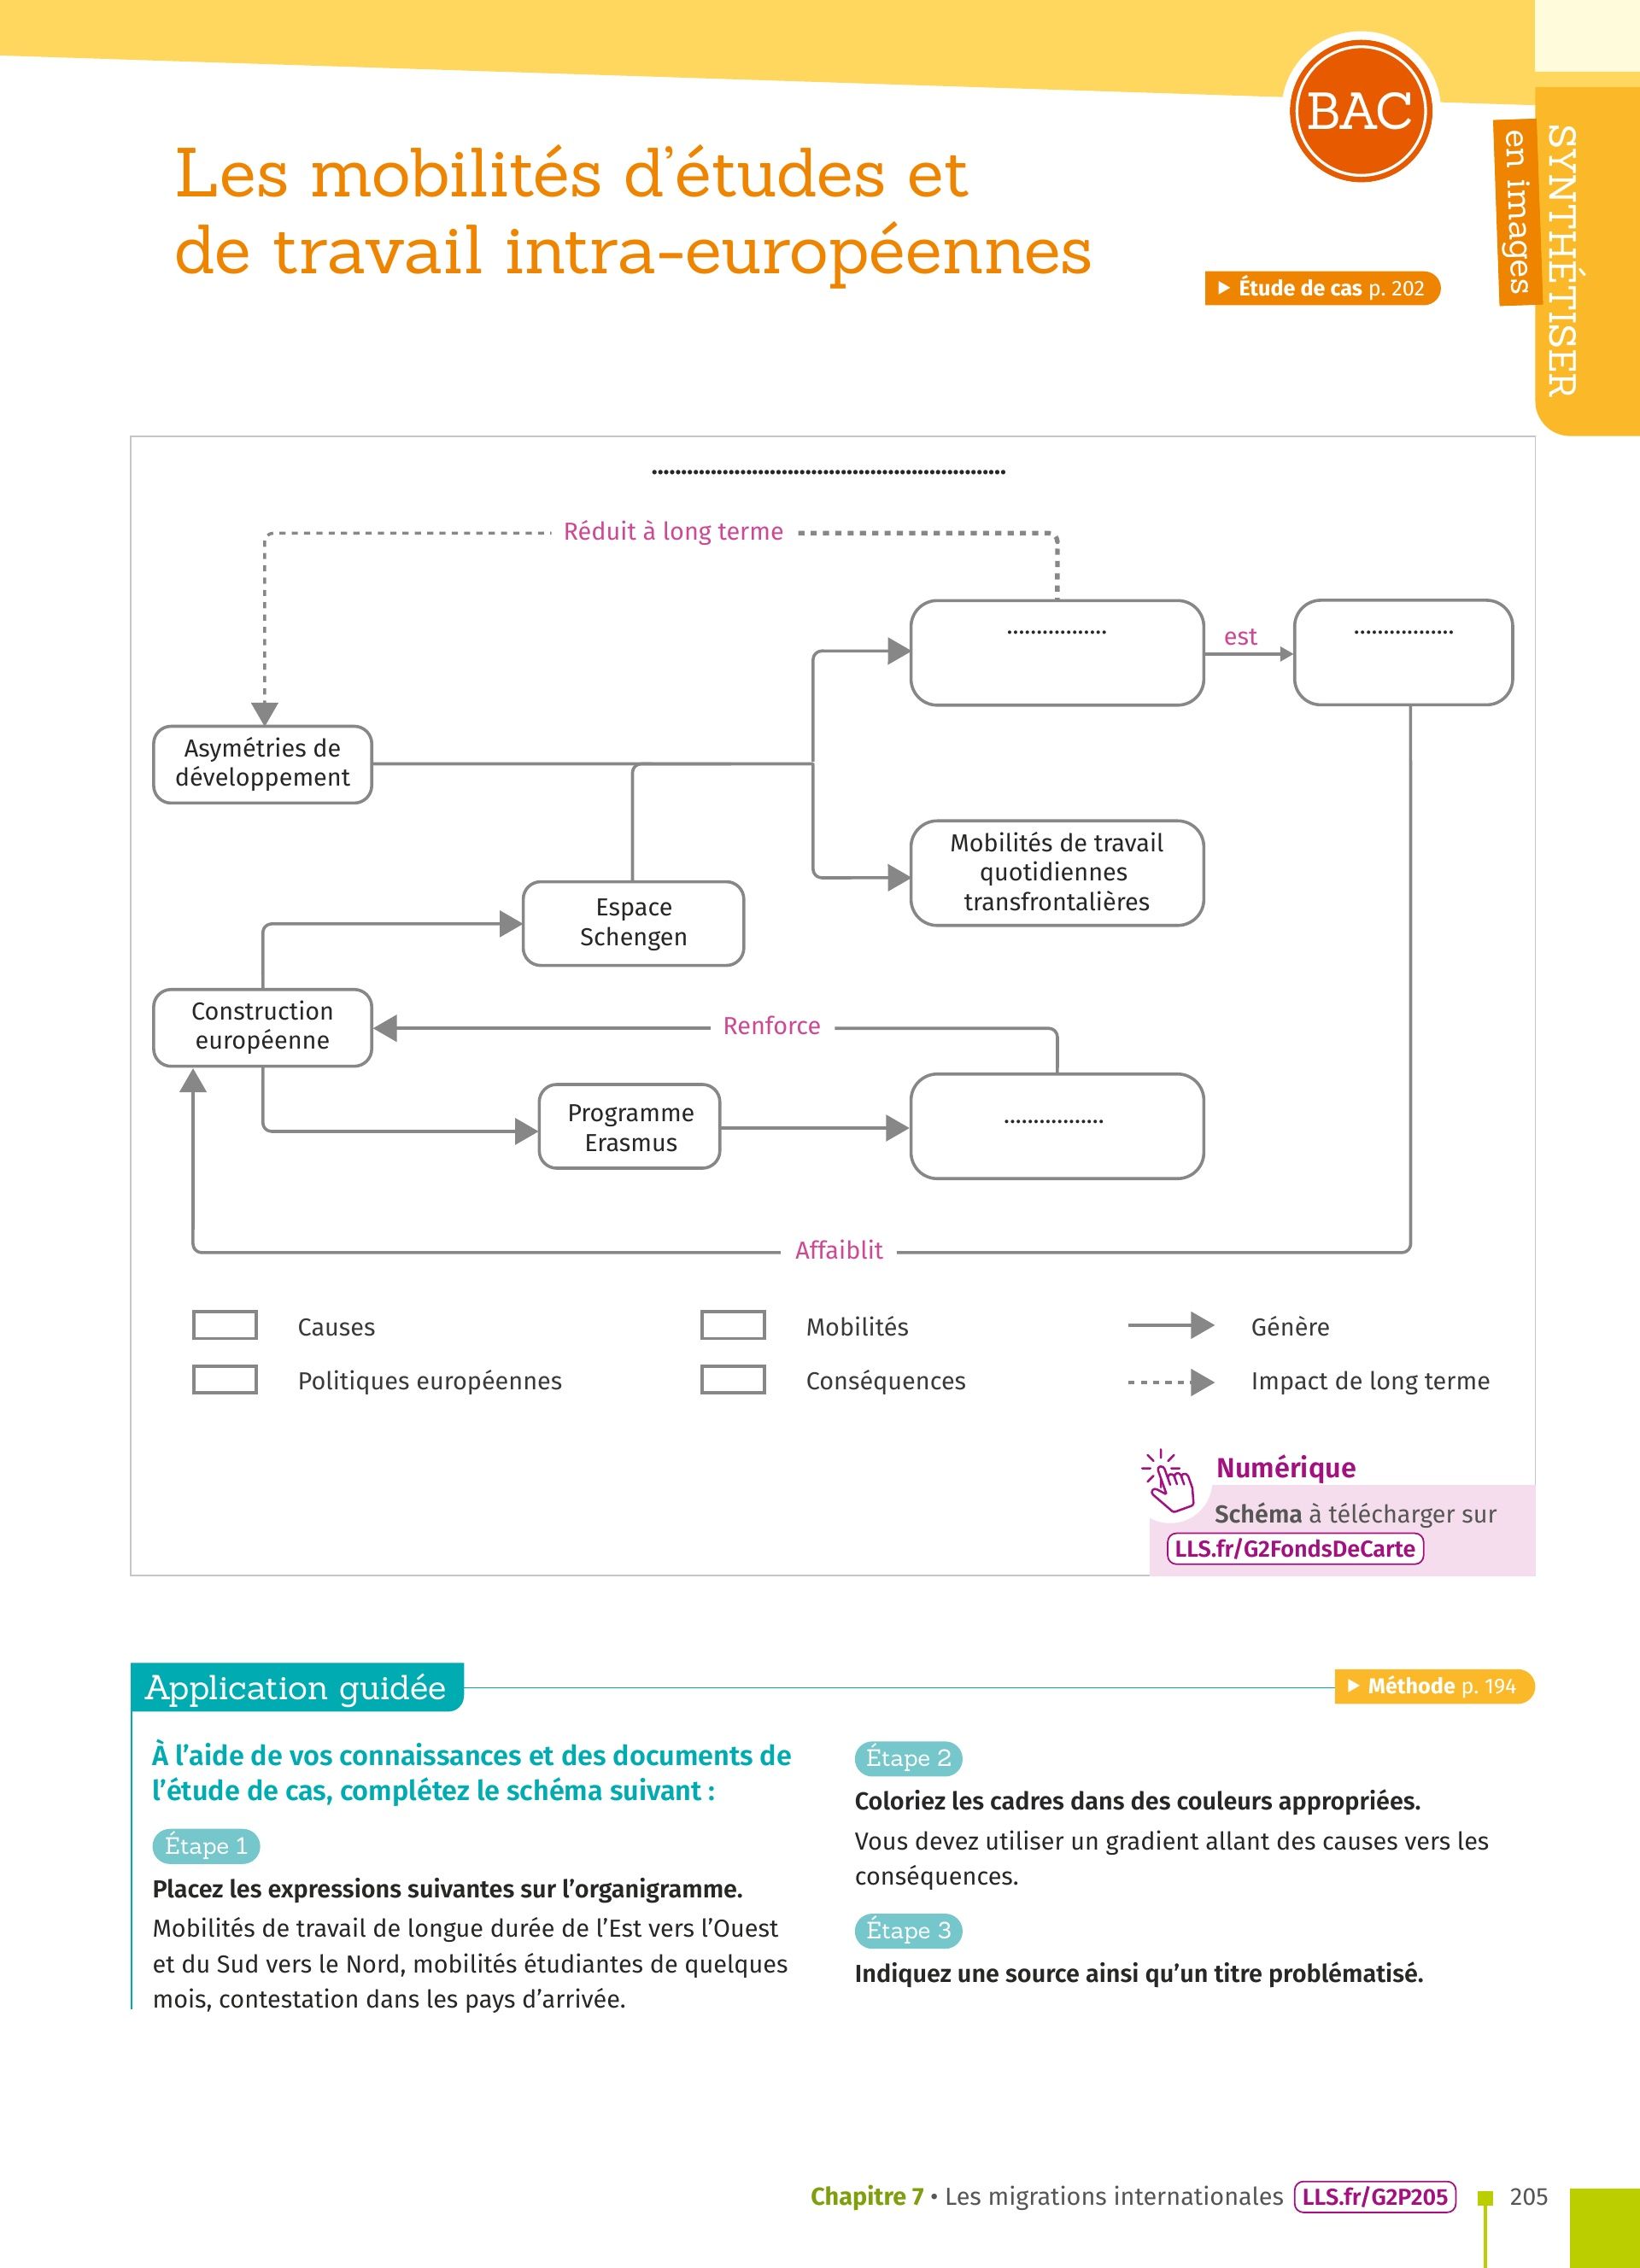 BAC
SYNTHÉTISER
en images
Les mobilités d’études et
de travail intra-européennes
Étude de cas p. 202
.............................................................
Réduit à long terme
.................
est
.................
Asymétries de
développement
Mobilités de travail
quotidiennes
transfrontalières
Espace
Schengen
Construction
européenne
Renforce
Programme
Erasmus
.................
Affaiblit
Causes
Mobilités
Génère
Politiques européennes
Conséquences
Impact de long terme
Numérique
Schéma à télécharger sur
LLS.fr/G2FondsDeCarte
Application guidée
Méthode p. 194
À l’aide de vos connaissances et des documents de
l’étude de cas, complétez le schéma suivant :
Étape 1
Placez les expressions suivantes sur l’organigramme.
Mobilités de travail de longue durée de l’Est vers l’Ouest
et du Sud vers le Nord, mobilités étudiantes de quelques
mois, contestation dans les pays d’arrivée.
Étape 2
Coloriez les cadres dans des couleurs appropriées.
Vous devez utiliser un gradient allant des causes vers les
conséquences.
Étape 3
Indiquez une source ainsi qu’un titre problématisé.
Chapitre 7 • Les migrations internationales LLS.fr/G2P205 205